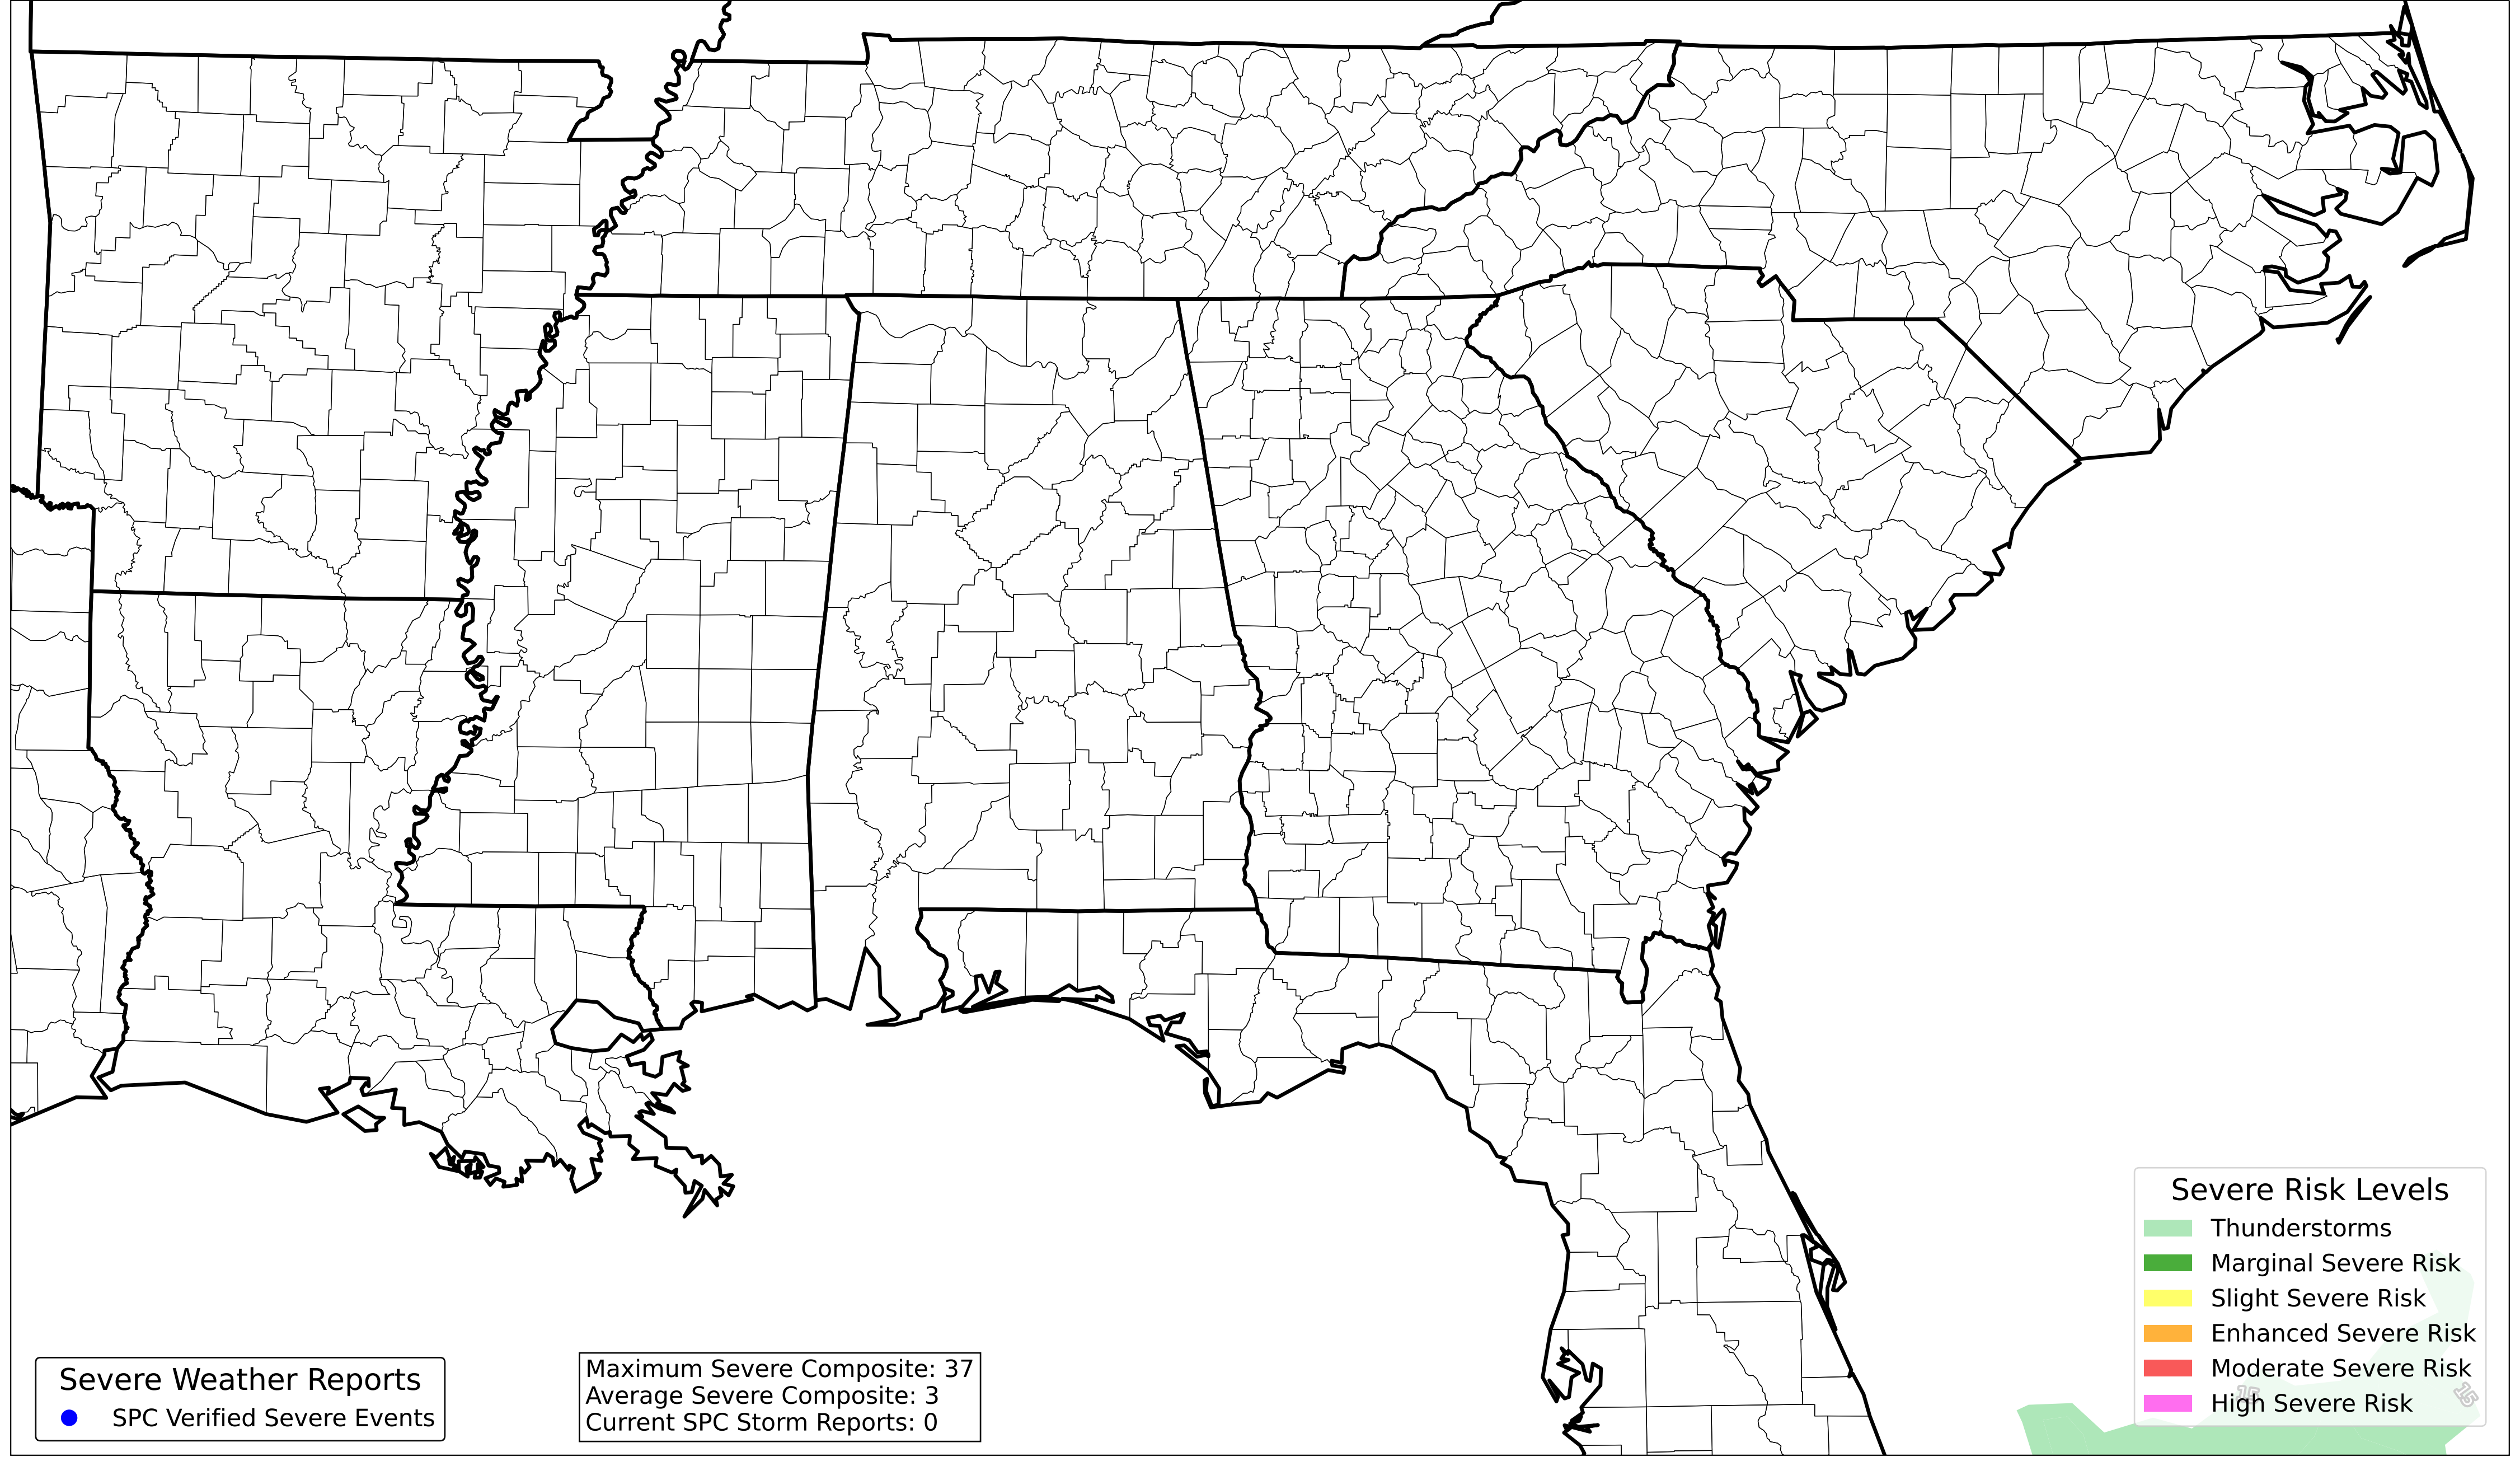 Severe Risk Levels
Thunderstorms
Marginal Severe Risk
Slight Severe Risk
Enhanced Severe Risk
Moderate Severe Risk
High Severe Risk
15
15
Severe Weather Reports
SPC Verified Severe Events
Maximum Severe Composite: 37
Average Severe Composite: 3
Current SPC Storm Reports: 0